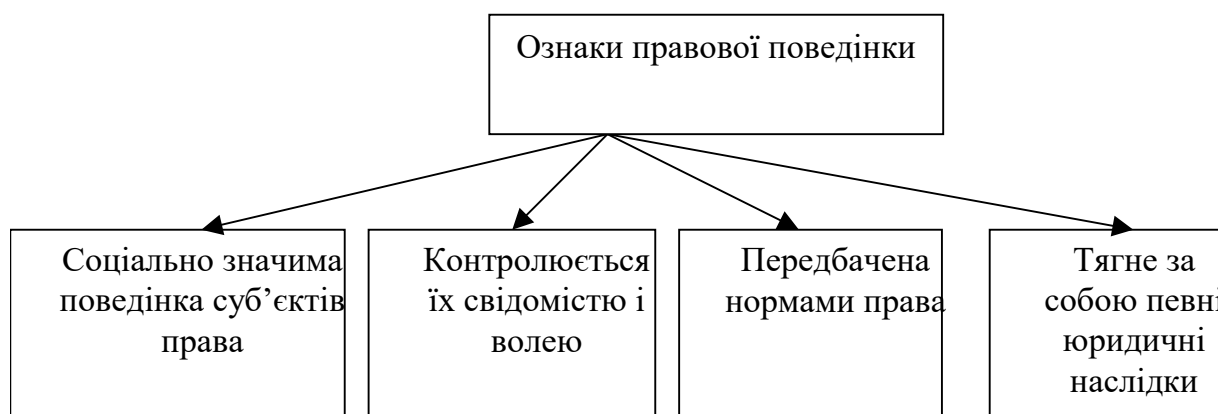 Ознаки правової поведінки
Соціально значима
поведінка суб’єктів
права
Контролюється
їх свідомістю і
волею
Передбачена
нормами права
Тягне за
собою певні
юридичні
наслідки